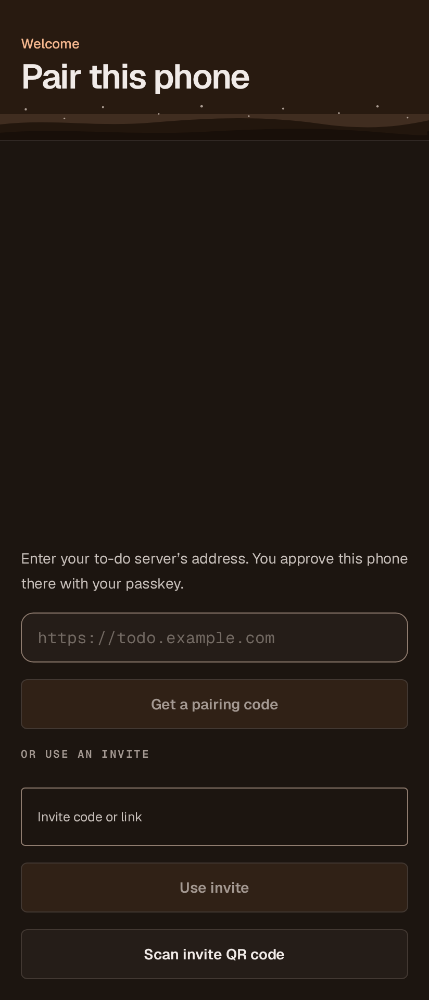 Welcome
Pair this phone
Enter your to-do server’s address. You approve this phone
there with your passkey.
https://todo.example.com
Get a pairing code
OR USE AN INVITE
Invite code or link
Use invite
Scan invite QR code